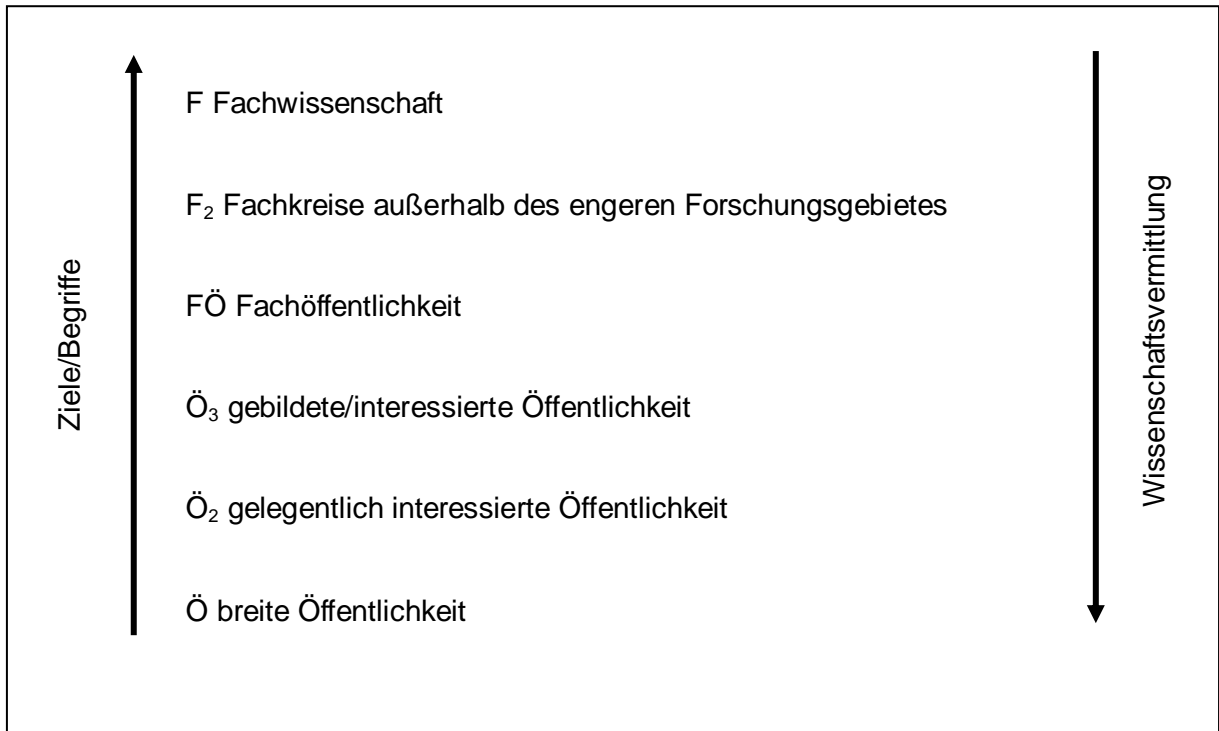 Ziele/Begriffe
F Fachwissenschaft
F₂ Fachkreise außerhalb des engeren Forschungsgebietes
FÖ Fachöffentlichkeit
Ö₃ gebildete/interessierte Öffentlichkeit
Ö₂ gelegentlich interessierte Öffentlichkeit
Ö breite Öffentlichkeit
Wissenschaftsvermittlung